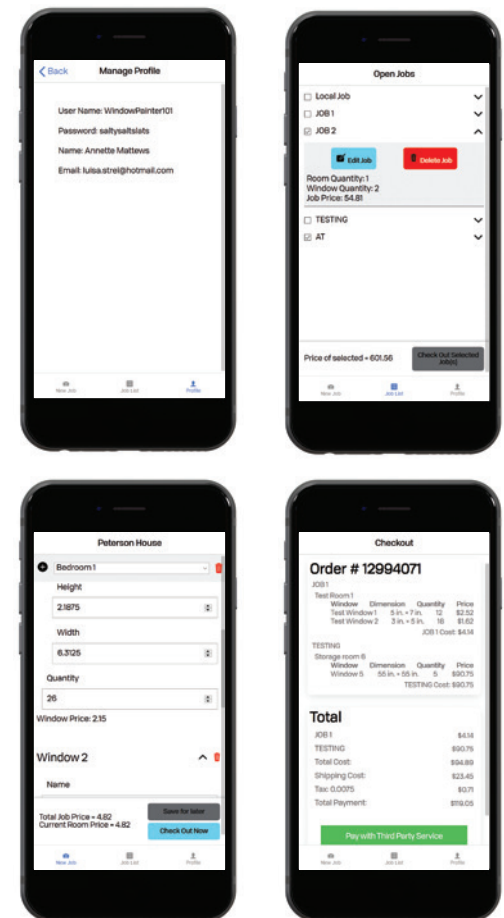 Back
Manage Profile
User Name: WindowPainter101
Password: saltysaltslats
Name: Annette Mattews
Email: luisa.strel@hotmail.com
New Job
Job List
Profile
Open Jobs
Local Job
JOB 1
JOB 2
Edit Job
Delete Job
Room Quantity: 1
Window Quantity: 2
Job Price: 54.81
TESTING
AT
Price of selected = 601.56
Check Out Selected
Job(s)
New Job
Job List
Profile
Peterson House
Bedroom 1
Height
2.1875
Width
6.3125
Quantity
26
Window Price: 2.15
Window 2
Name
Total Job Price = 4.82
Current Room Price = 4.82
Save for later
Check Out Now
New Job
Job List
Profile
Checkout
Order # 12994071
JOB 1
Test Room 1
Window Dimension Quantity Price
Test Window 1 5 in. * 7 in. 12 $2.52
Test Window 2 3 in. * 5 in. 18 $1.62
JOB 1 Cost: $4.14
TESTING
Storage room 6
Window Dimension Quantity Price
Window 5 55 in. * 55 in. 5 $90.75
TESTING Cost: $90.75
Total
JOB 1 $4.14
TESTING $90.75
Total Cost: $94.89
Shipping Cost: $23.45
Tax: 0.0075 $0.71
Total Payment: $119.05
Pay with Third Party Service
New Job
Job List
Profile